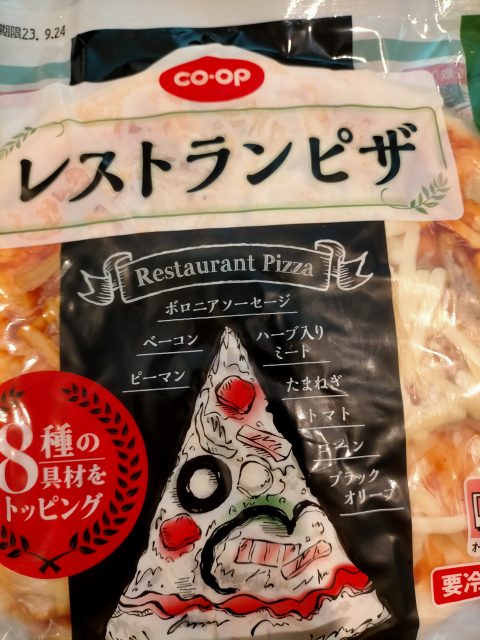 期限23. 9.24
CO・OP
レストランピザ
Restaurant Pizza
ボロニアソーセージ
ベーコン
ハーブ入り
ミート
ピーマン
たまねぎ
トマト
コーン
ブラック
オリーブ
8種の
具材を
トッピング
要冷